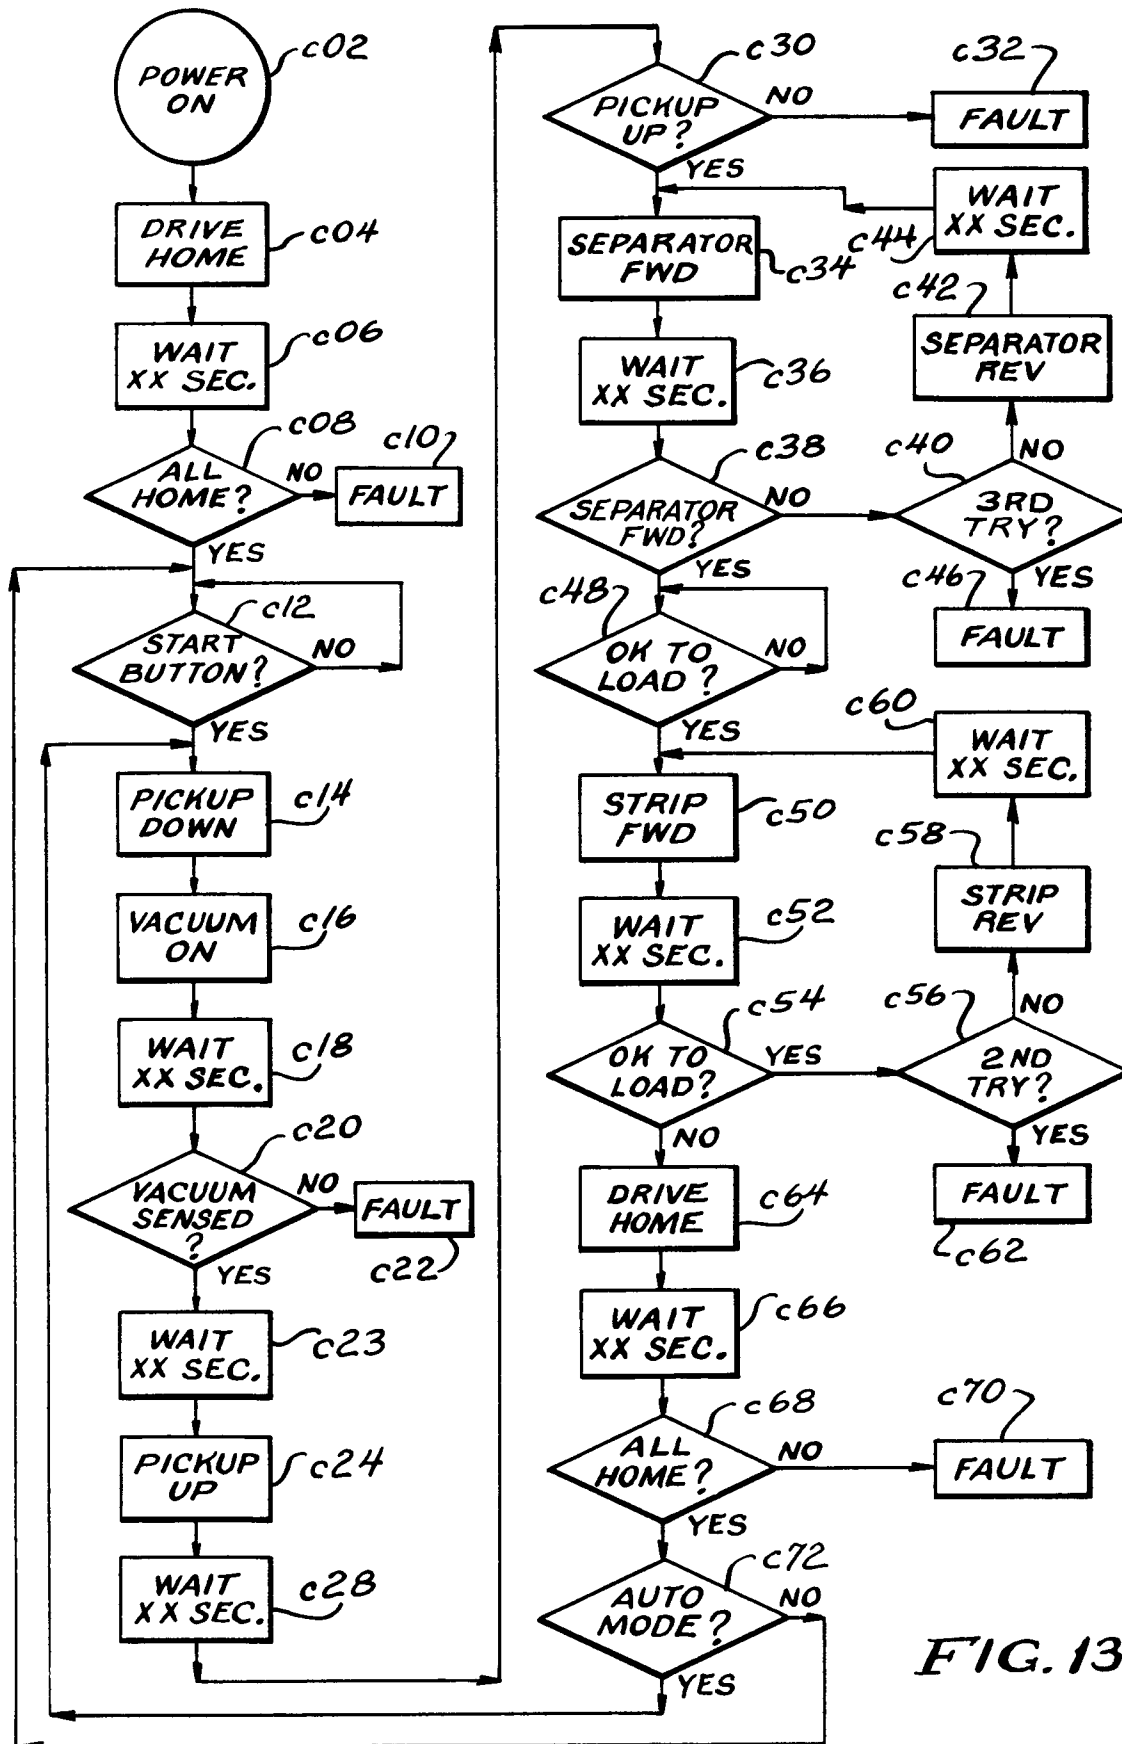 c02
POWER
ON
DRIVE
HOME
c04
WAIT
XX SEC.
c06
c08
ALL
HOME?
NO
c10
FAULT
YES
c12
START
BUTTON?
NO
YES
PICKUP
DOWN
c14
VACUUM
ON
c16
WAIT
XX SEC.
c18
c20
VACUUM
SENSED
?
NO
FAULT
c22
YES
WAIT
XX SEC.
c23
PICKUP
UP
c24
WAIT
XX SEC.
c28
c30
PICKUP
UP?
NO
c32
FAULT
YES
SEPARATOR
FWD
c34
WAIT
XX SEC.
c44
c42
SEPARATOR
REV
WAIT
XX SEC.
c36
c38
SEPARATOR
FWD?
NO
c40
NO
3RD
TRY?
YES
c46
FAULT
YES
c48
OK TO
LOAD?
NO
YES
c60
WAIT
XX SEC.
STRIP
FWD
c50
c58
STRIP
REV
WAIT
XX SEC.
c52
c54
OK TO
LOAD?
YES
c56
NO
2ND
TRY?
YES
FAULT
c62
NO
DRIVE
HOME
c64
WAIT
XX SEC.
c66
c68
ALL
HOME?
NO
c70
FAULT
YES
c72
AUTO
MODE?
NO
YES
FIG. 13